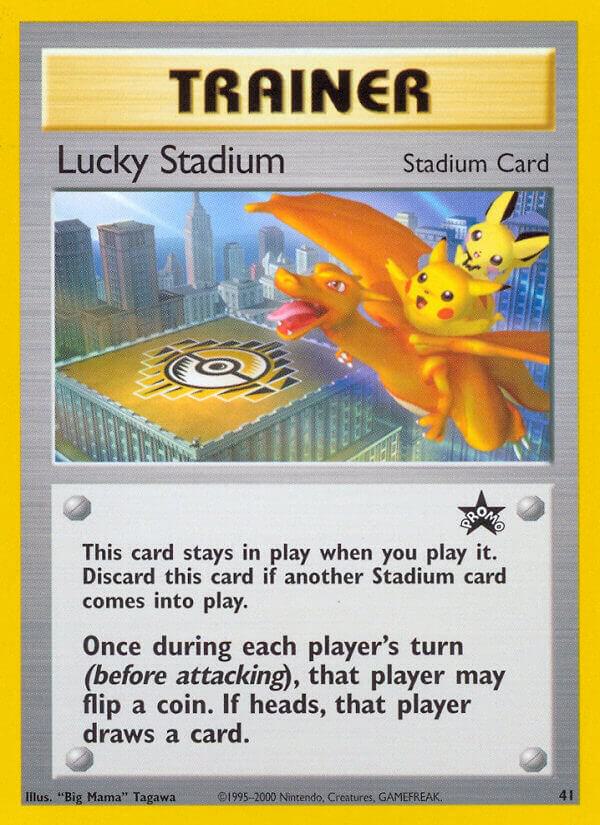 TRAINER
Lucky Stadium
Stadium Card
PROMO
This card stays in play when you play it.
Discard this card if another Stadium card
comes into play.
Once during each player's turn
(before attacking), that player may
flip a coin. If heads, that player
draws a card.
Illus. "Big Mama" Tagawa
©1995–2000 Nintendo, Creatures, GAMEFREAK.
41